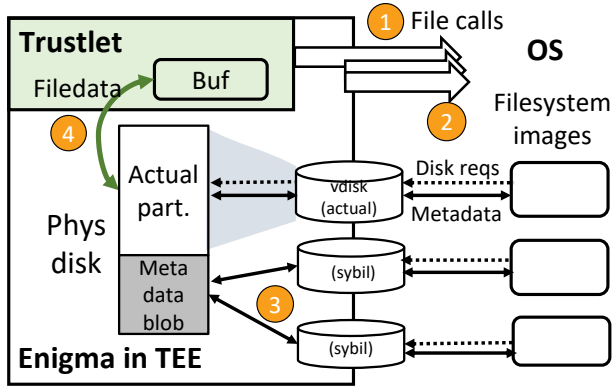 Trustlet
1 File calls
OS
Filedata
Buf
2
Filesystem
images
4
Actual
part.
Disk reqs
vdisk
(actual)
Metadata
Phys
disk
Meta
data
blob
(sybil)
3
(sybil)
Enigma in TEE